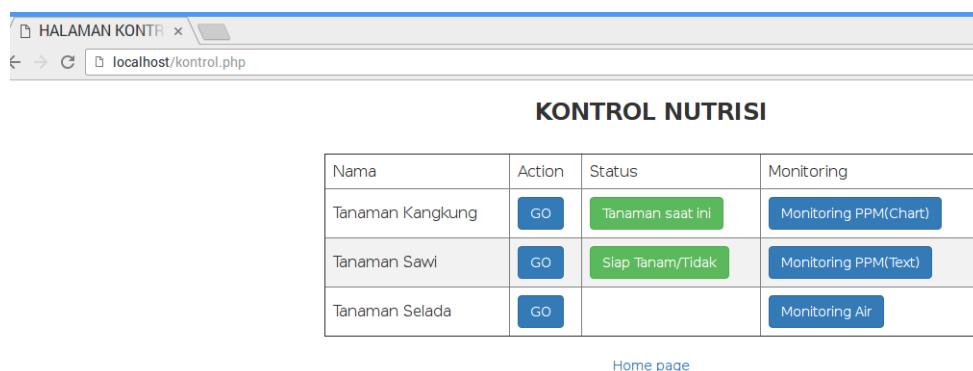 HALAMAN KONTR
localhost/kontrol.php
KONTROL NUTRISI
Nama Action Status Monitoring
Tanaman Kangkung GO Tanaman saat ini Monitoring PPM(Chart)
Tanaman Sawi GO Siap Tanam/Tidak Monitoring PPM(Text)
Tanaman Selada GO Monitoring Air
Home page